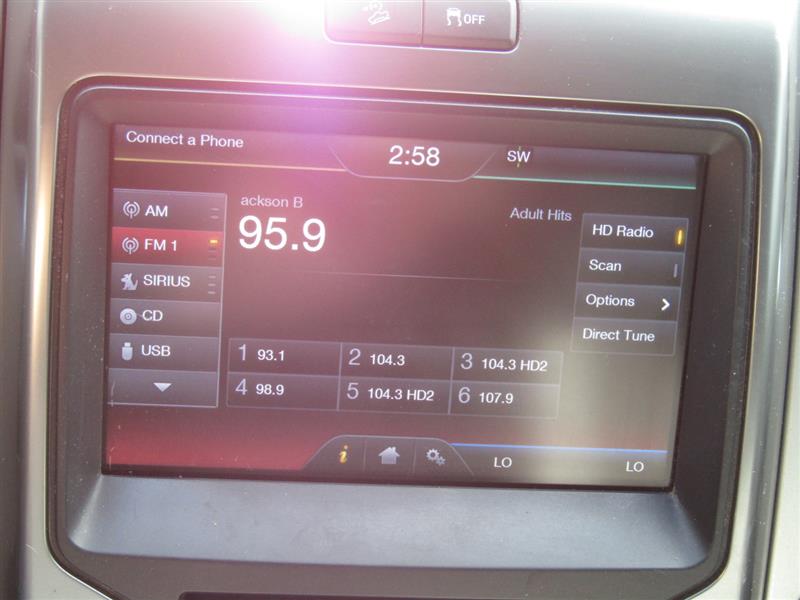 OFF
Connect a Phone
2:58
SW
AM
FM 1
SIRIUS
CD
USB
ackson B
95.9
Adult Hits
HD Radio
Scan
Options
Direct Tune
1 93.1
2 104.3
3 104.3 HD2
4 98.9
5 104.3 HD2
6 107.9
i
LO
LO